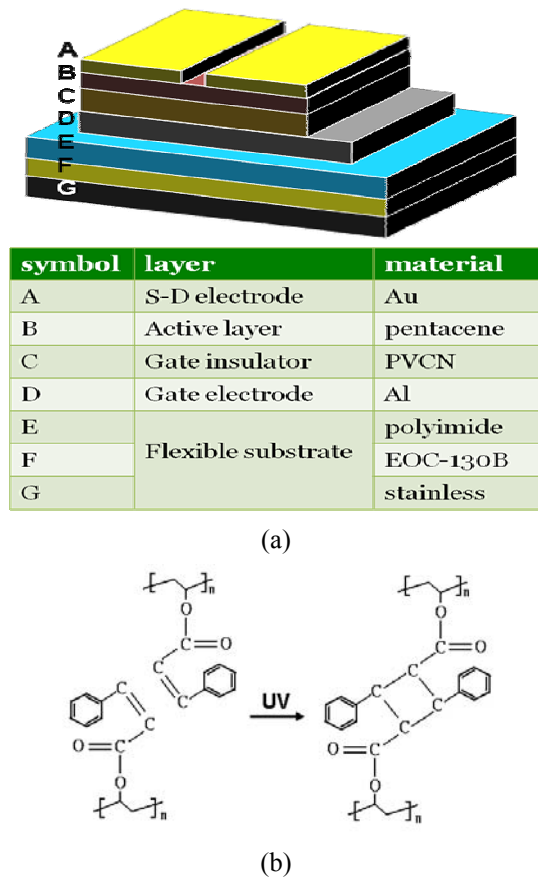 A
B
C
D
E
F
G
symbol layer material
A S-D electrode Au
B Active layer pentacene
C Gate insulator PVCN
D Gate electrode Al
E Flexible substrate polyimide
F EOC-130B
G stainless
(a)
n n
O O
C O C O
C C
C C C C
UV
C C C
O C O C
O O
n n
(b)